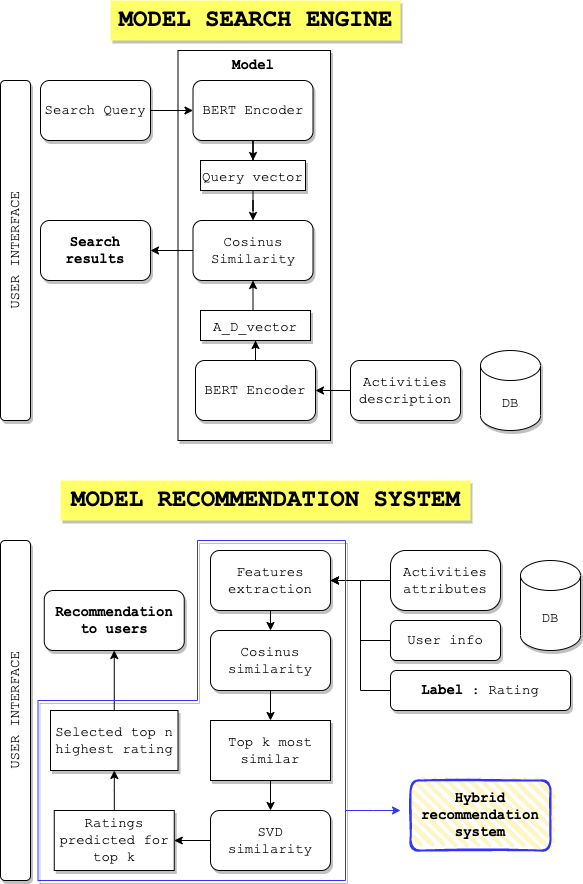 MODEL SEARCH ENGINE
Model
USER INTERFACE
Search Query
BERT Encoder
Query vector
Search
results
Cosinus
Similarity
A_D_vector
BERT Encoder
Activities
description
DB
MODEL RECOMMENDATION SYSTEM
USER INTERFACE
Features
extraction
Activities
attributes
DB
Recommendation
to users
User info
Cosinus
similarity
Label : Rating
Selected top n
highest rating
Top k most
similar
Hybrid
recommendation
system
Ratings
predicted for
top k
SVD
similarity